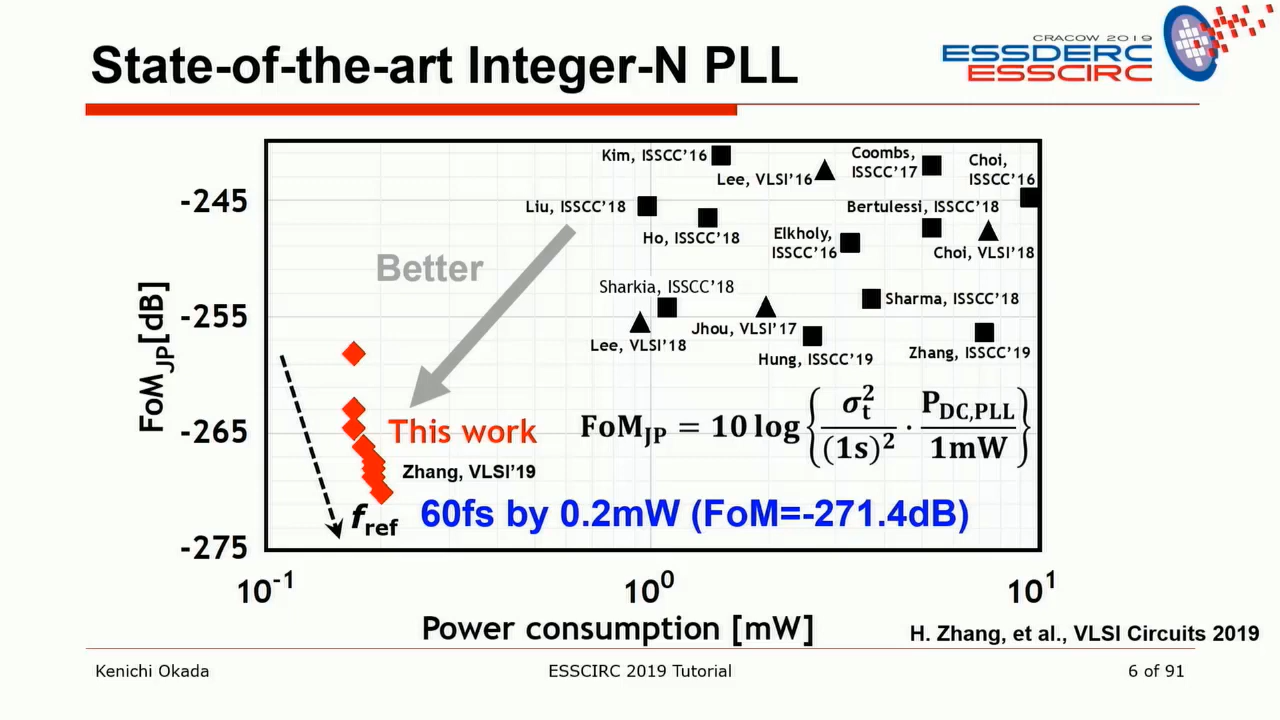 State-of-the-art Integer-N PLL
CRACOW 2019
ESSDERC
ESSCIRC
Kim, ISSCC'16
Lee, VLSI'16
Coombs,
ISSCC'17
Choi,
ISSCC'16
-245
Liu, ISSCC'18
Ho, ISSCC'18
Bertulessi, ISSCC'18
Elkholy,
ISSCC'16
Choi, VLSI'18
Better
Sharkia, ISSCC'18
Sharma, ISSCC'18
-255
Jhou, VLSI'17
Lee, VLSI'18
Hung, ISSCC'19
Zhang, ISSCC'19
FoM_JP[dB]
-265
This work
FoM_JP = 10 log { σ_t^2 / (1s)^2 · P_DC,PLL / 1mW }
Zhang, VLSI'19
f_ref
60fs by 0.2mW (FoM=-271.4dB)
-275
10^-1
10^0
10^1
Power consumption [mW]
H. Zhang, et al., VLSI Circuits 2019
Kenichi Okada
ESSCIRC 2019 Tutorial
6 of 91